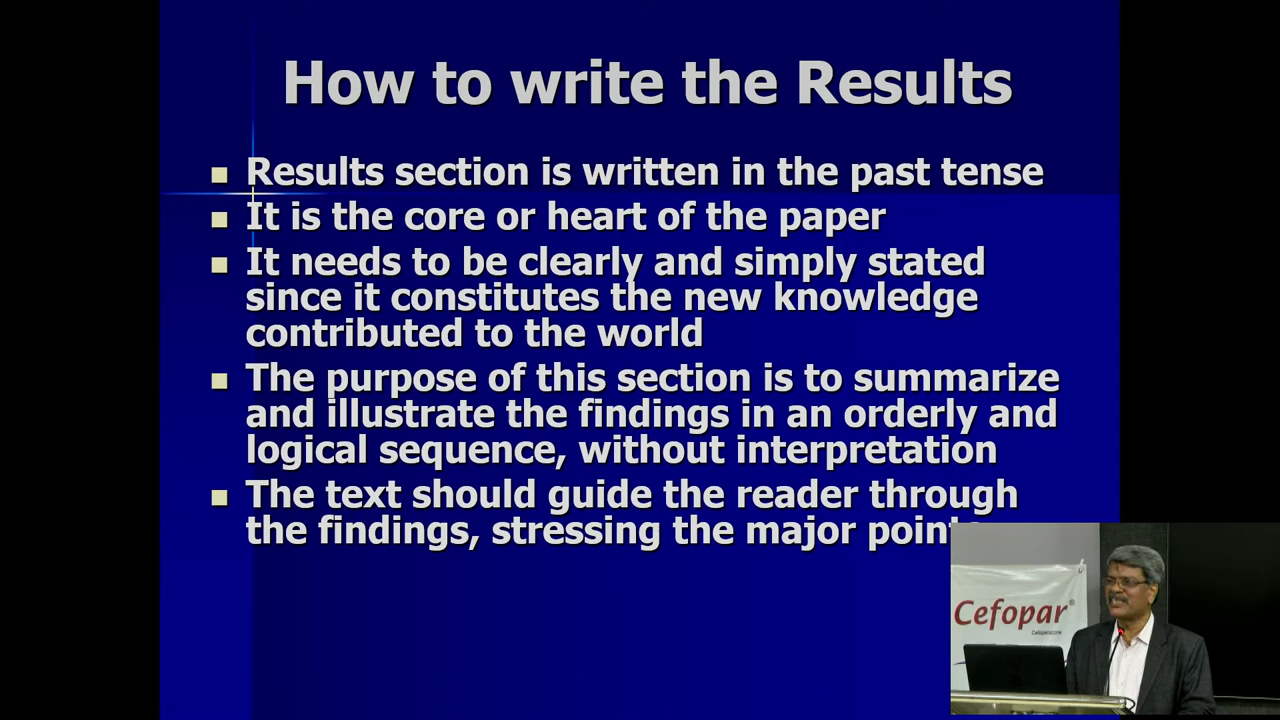 How to write the Results
Results section is written in the past tense
It is the core or heart of the paper
It needs to be clearly and simply stated
since it constitutes the new knowledge
contributed to the world
The purpose of this section is to summarize
and illustrate the findings in an orderly and
logical sequence, without interpretation
The text should guide the reader through
the findings, stressing the major points
Cefopar®
Cefoperazone